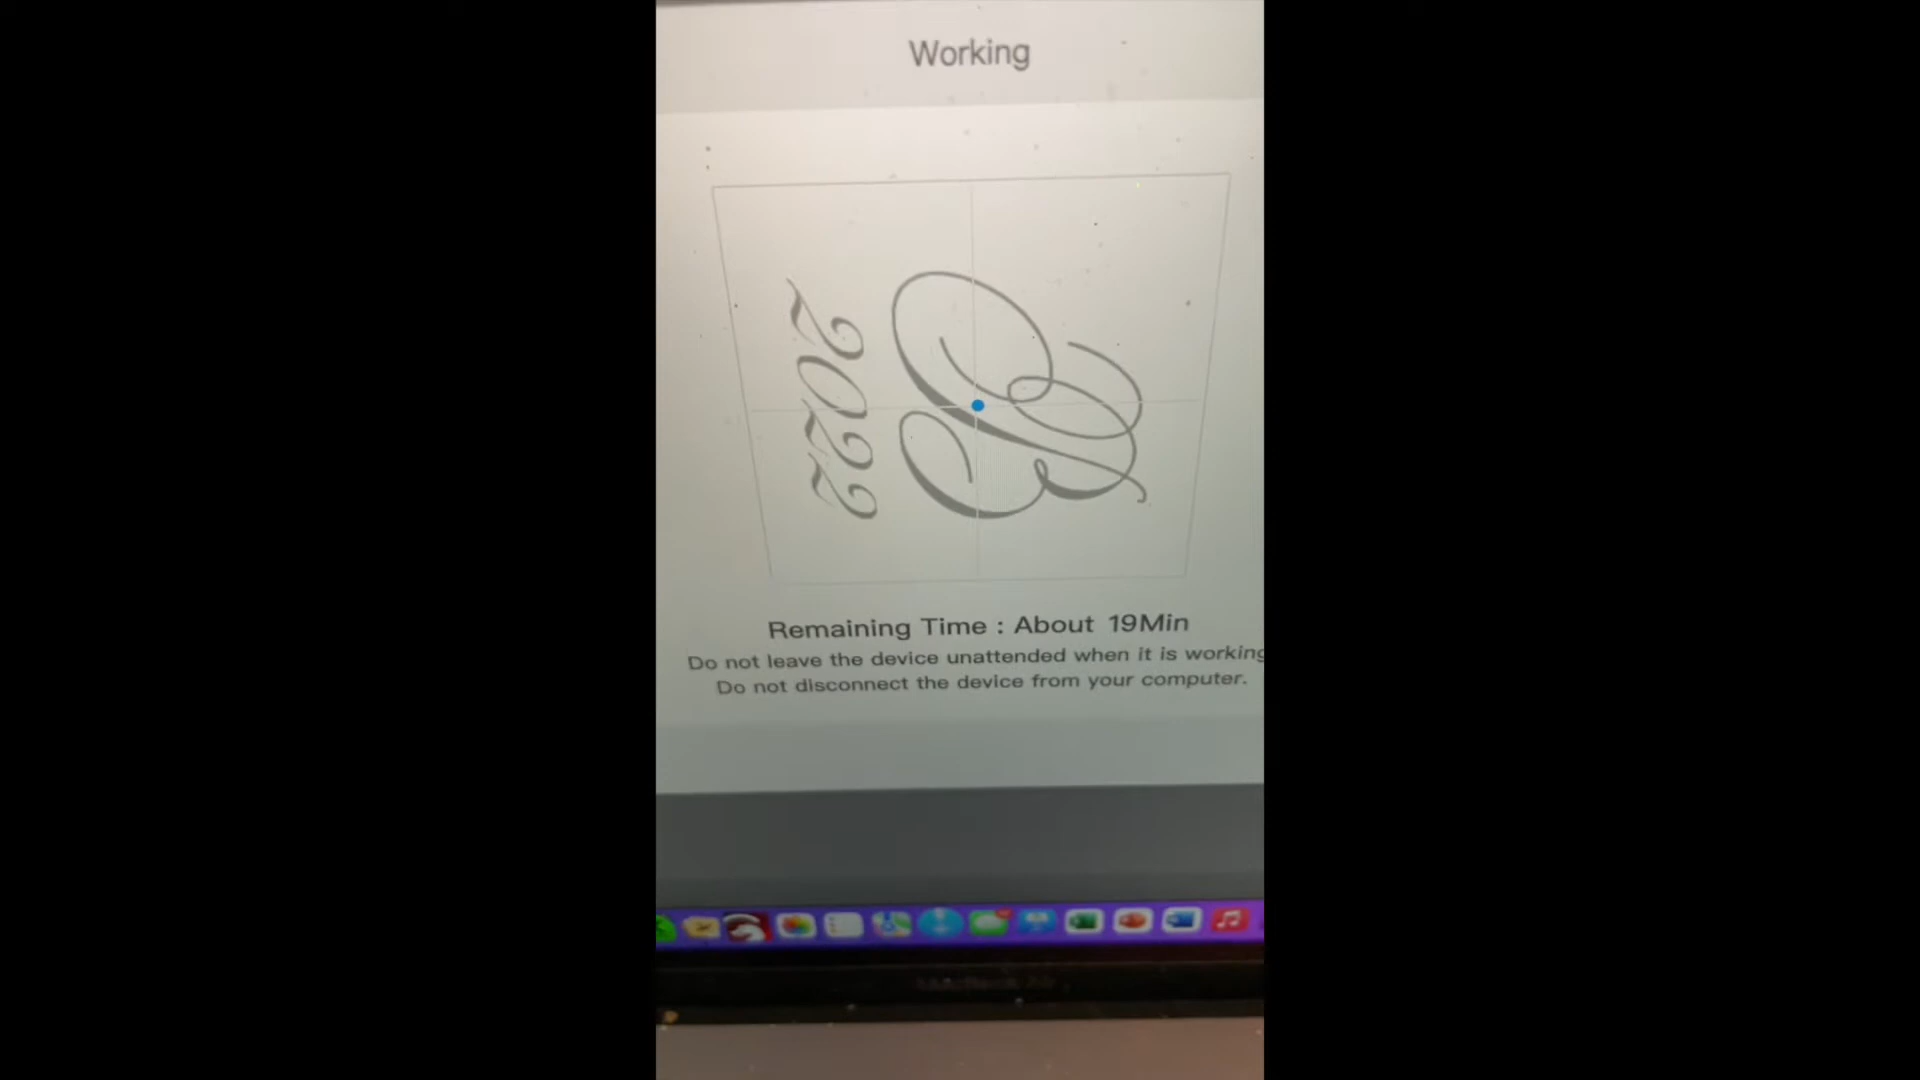 Working
2022
Remaining Time : About 19Min
Do not leave the device unattended when it is working
Do not disconnect the device from your computer.